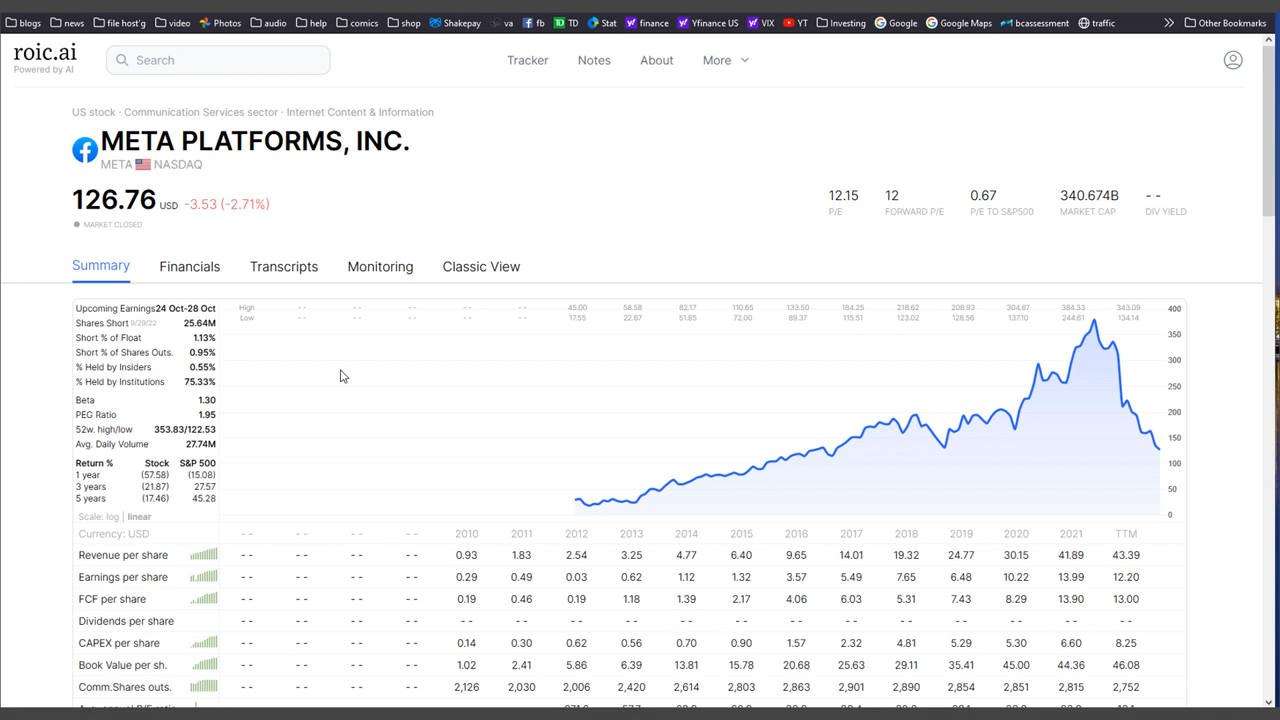 blogs news file host'g video Photos audio help comics shop Shakepay va fb TD Stat finance Yfinance US VIX YT Investing Google Google Maps bcassessment traffic » Other Bookmarks
roic.ai Search Tracker Notes About More
Powered by AI
US stock · Communication Services sector · Internet Content & Information
META PLATFORMS, INC.
META NASDAQ
126.76 USD -3.53 (-2.71%) 12.15 12 0.67 340.674B - -
P/E FORWARD P/E P/E TO S&P500 MARKET CAP DIV YIELD
MARKET CLOSED
Summary Financials Transcripts Monitoring Classic View
Upcoming Earnings 24 Oct-28 Oct High - - - - - - - - - - 45.00 58.58 82.17 110.65 133.50 184.25 218.62 208.93 304.67 384.33 343.09 400
Low - - - - - - - - - - 17.55 22.67 51.85 72.00 89.37 115.51 123.02 128.56 137.10 244.61 134.14
Shares Short 9/29/22 25.64M
Short % of Float 1.13% 350
Short % of Shares Outs. 0.95% 300
% Held by Insiders 0.55%
% Held by Institutions 75.33% 250
Beta 1.30
PEG Ratio 1.95 200
52w. high/low 353.83/122.53
Avg. Daily Volume 27.74M 150
Return % Stock S&P 500 100
1 year (57.58) (15.08)
3 years (21.87) 27.57 50
5 years (17.46) 45.28
Scale: log | linear 0
Currency: USD - - - - - - - - 2010 2011 2012 2013 2014 2015 2016 2017 2018 2019 2020 2021 TTM
Revenue per share - - - - - - - - 0.93 1.83 2.54 3.25 4.77 6.40 9.65 14.01 19.32 24.77 30.15 41.89 43.39
Earnings per share - - - - - - - - 0.29 0.49 0.03 0.62 1.12 1.32 3.57 5.49 7.65 6.48 10.22 13.99 12.20
FCF per share - - - - - - - - 0.19 0.46 0.19 1.18 1.39 2.17 4.06 6.03 5.31 7.43 8.29 13.90 13.00
Dividends per share - - - - - - - - - - - - - - - - - - - - - - - - - - - - - - - - - -
CAPEX per share - - - - - - - - 0.14 0.30 0.62 0.56 0.70 0.90 1.57 2.32 4.81 5.29 5.30 6.60 8.25
Book Value per sh. - - - - - - - - 1.02 2.41 5.86 6.39 13.81 15.78 20.68 25.63 29.11 35.41 45.00 44.36 46.08
Comm.Shares outs. - - - - - - - - 2,126 2,030 2,006 2,420 2,614 2,803 2,863 2,901 2,890 2,854 2,851 2,815 2,752